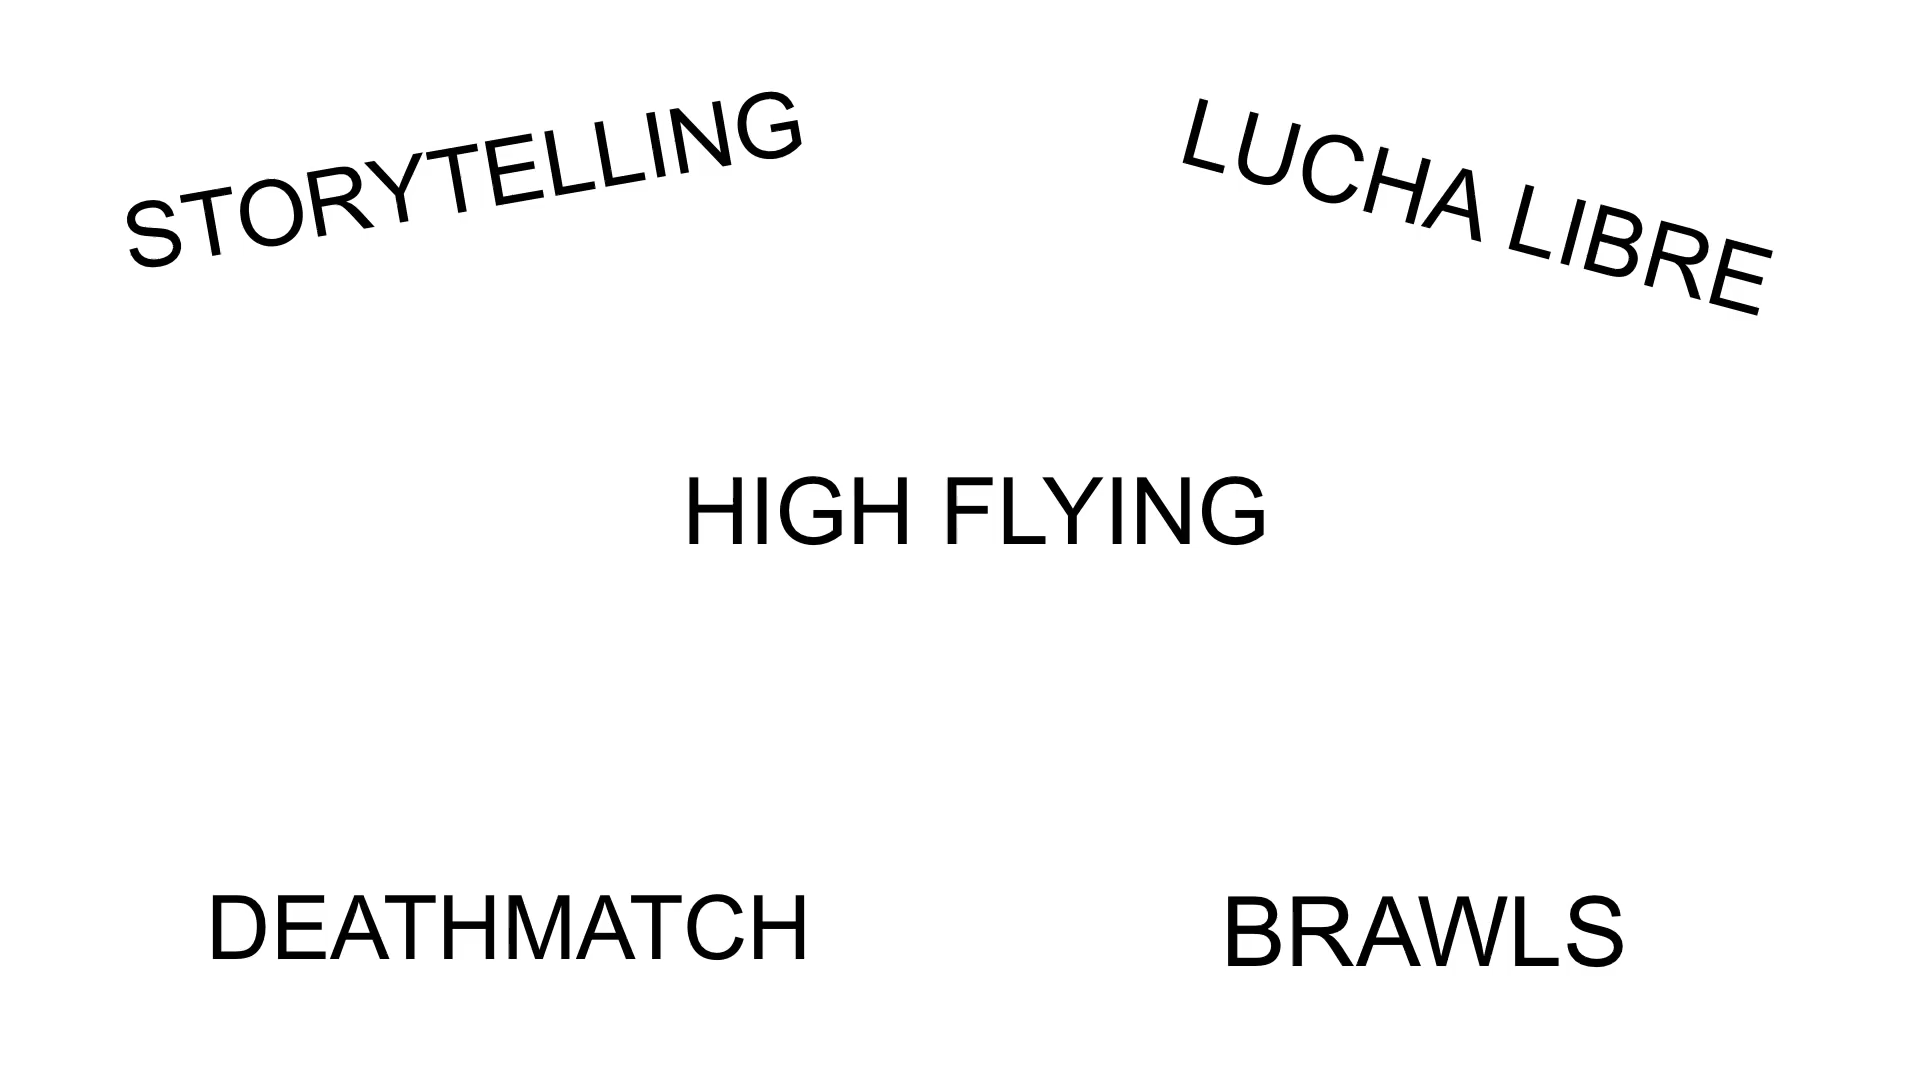 STORYTELLING
LUCHA LIBRE
HIGH FLYING
DEATHMATCH
BRAWLS